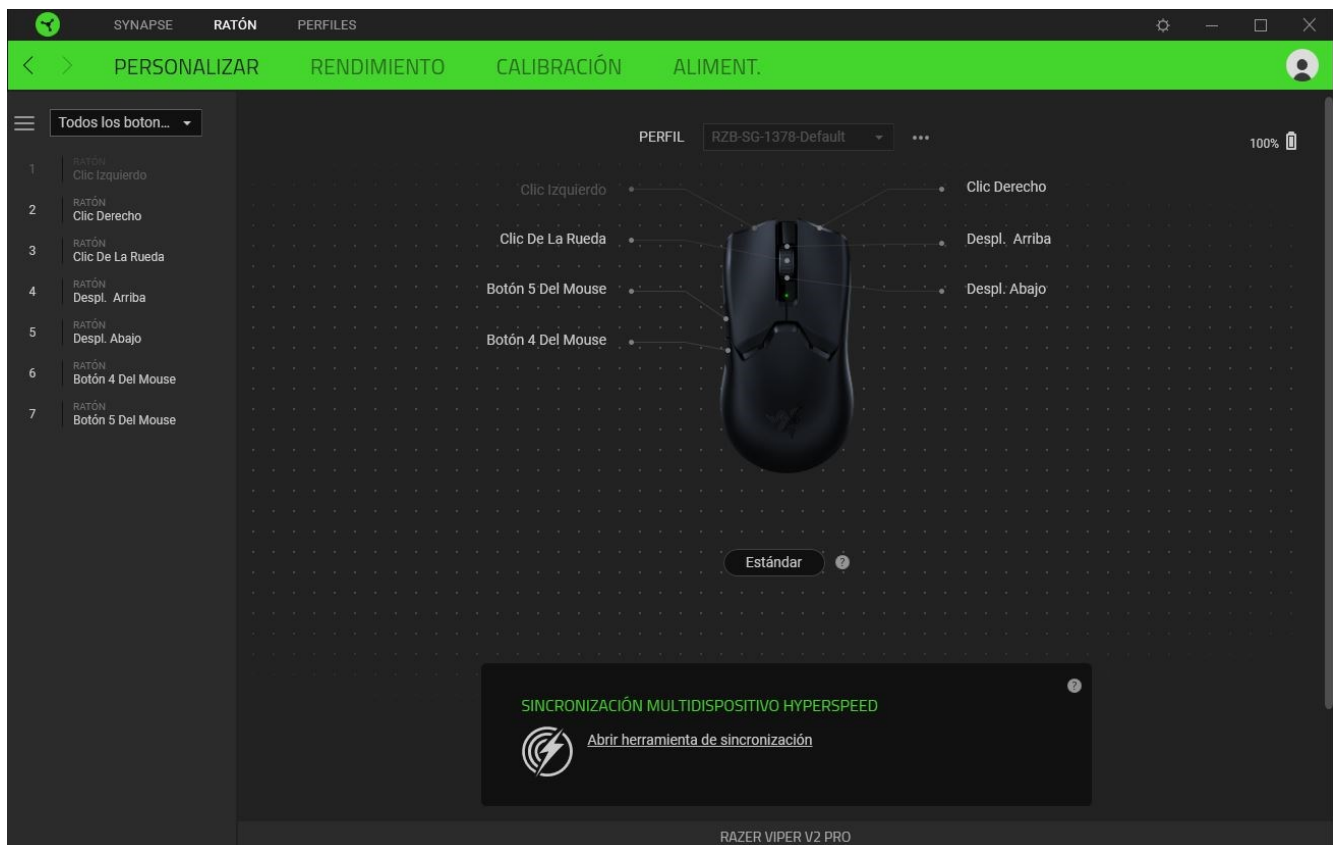 SYNAPSE RATÓN PERFILES
PERSONALIZAR RENDIMIENTO CALIBRACIÓN ALIMENT.
Todos los boton...
PERFIL RZB-SG-1378-Default
100%
1 RATÓN
Clic Izquierdo
2 RATÓN
Clic Derecho
3 RATÓN
Clic De La Rueda
4 RATÓN
Despl. Arriba
5 RATÓN
Despl. Abajo
6 RATÓN
Botón 4 Del Mouse
7 RATÓN
Botón 5 Del Mouse
Clic Izquierdo
Clic De La Rueda
Botón 5 Del Mouse
Botón 4 Del Mouse
Clic Derecho
Despl. Arriba
Despl. Abajo
Estándar ?
?
SINCRONIZACIÓN MULTIDISPOSITIVO HYPERSPEED
Abrir herramienta de sincronización
RAZER VIPER V2 PRO